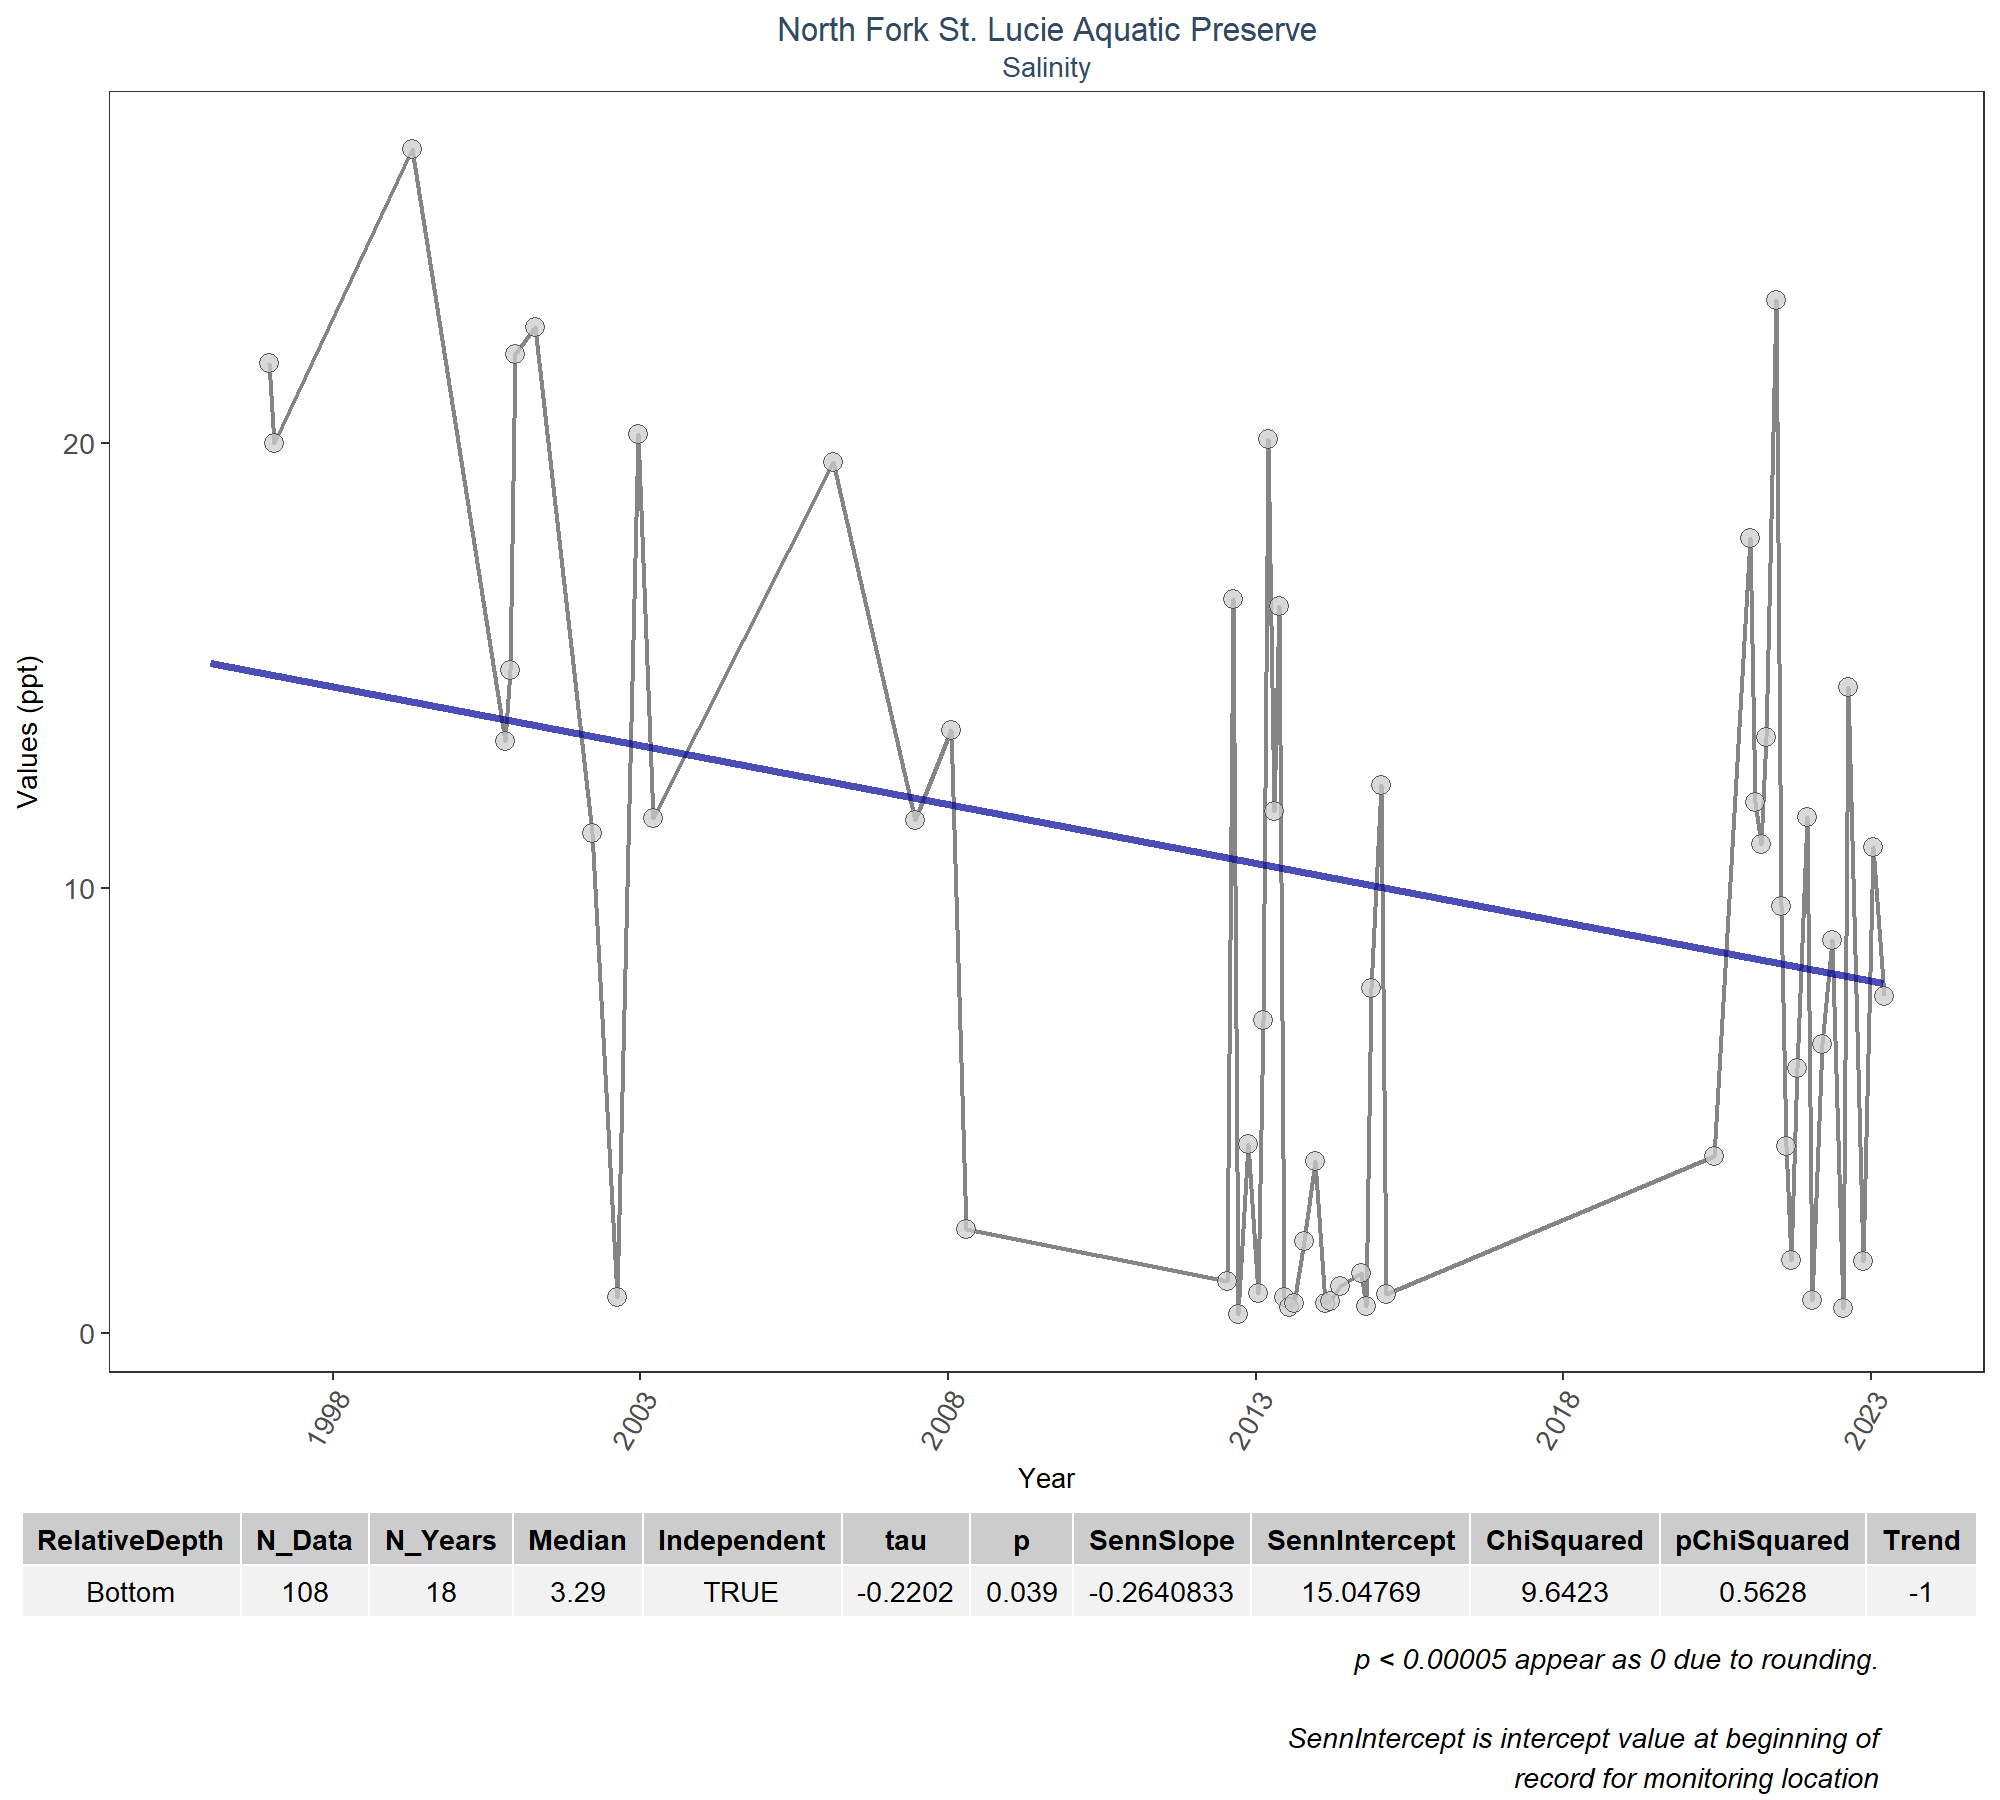 North Fork St. Lucie Aquatic Preserve
Salinity
Values (ppt)
20
10
0
1998 2003 2008 2013 2018 2023
Year
RelativeDepth N_Data N_Years Median Independent tau p SennSlope SennIntercept ChiSquared pChiSquared Trend
Bottom 108 18 3.29 TRUE -0.2202 0.039 -0.2640833 15.04769 9.6423 0.5628 -1
p < 0.00005 appear as 0 due to rounding.
SennIntercept is intercept value at beginning of
record for monitoring location